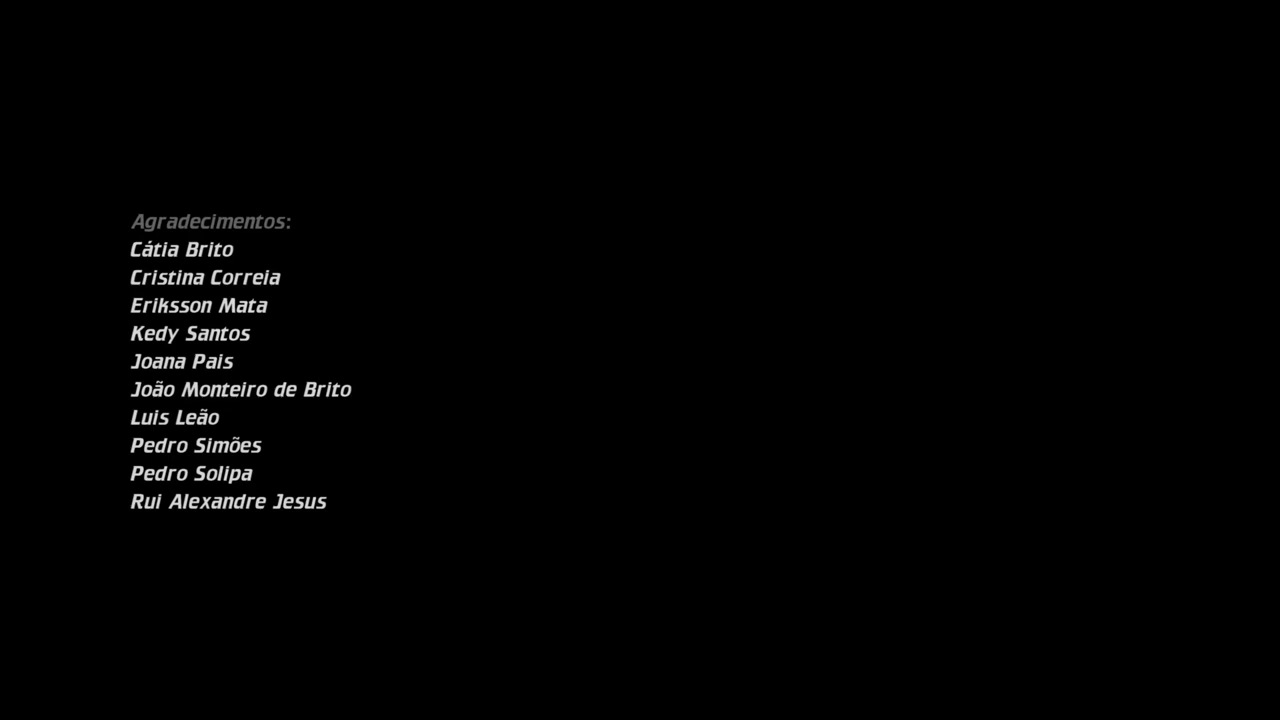 Agradecimentos:
Cátia Brito
Cristina Correia
Eriksson Mata
Kedy Santos
Joana Pais
João Monteiro de Brito
Luis Leão
Pedro Simões
Pedro Solipa
Rui Alexandre Jesus